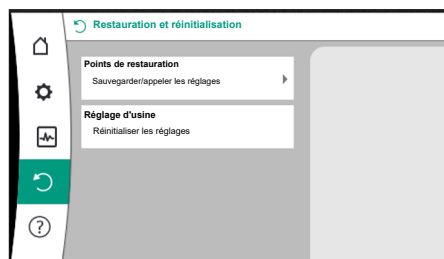 Restauration et réinitialisation
Points de restauration
Sauvegarder/appeler les réglages
Réglage d'usine
Réinitialiser les réglages
?